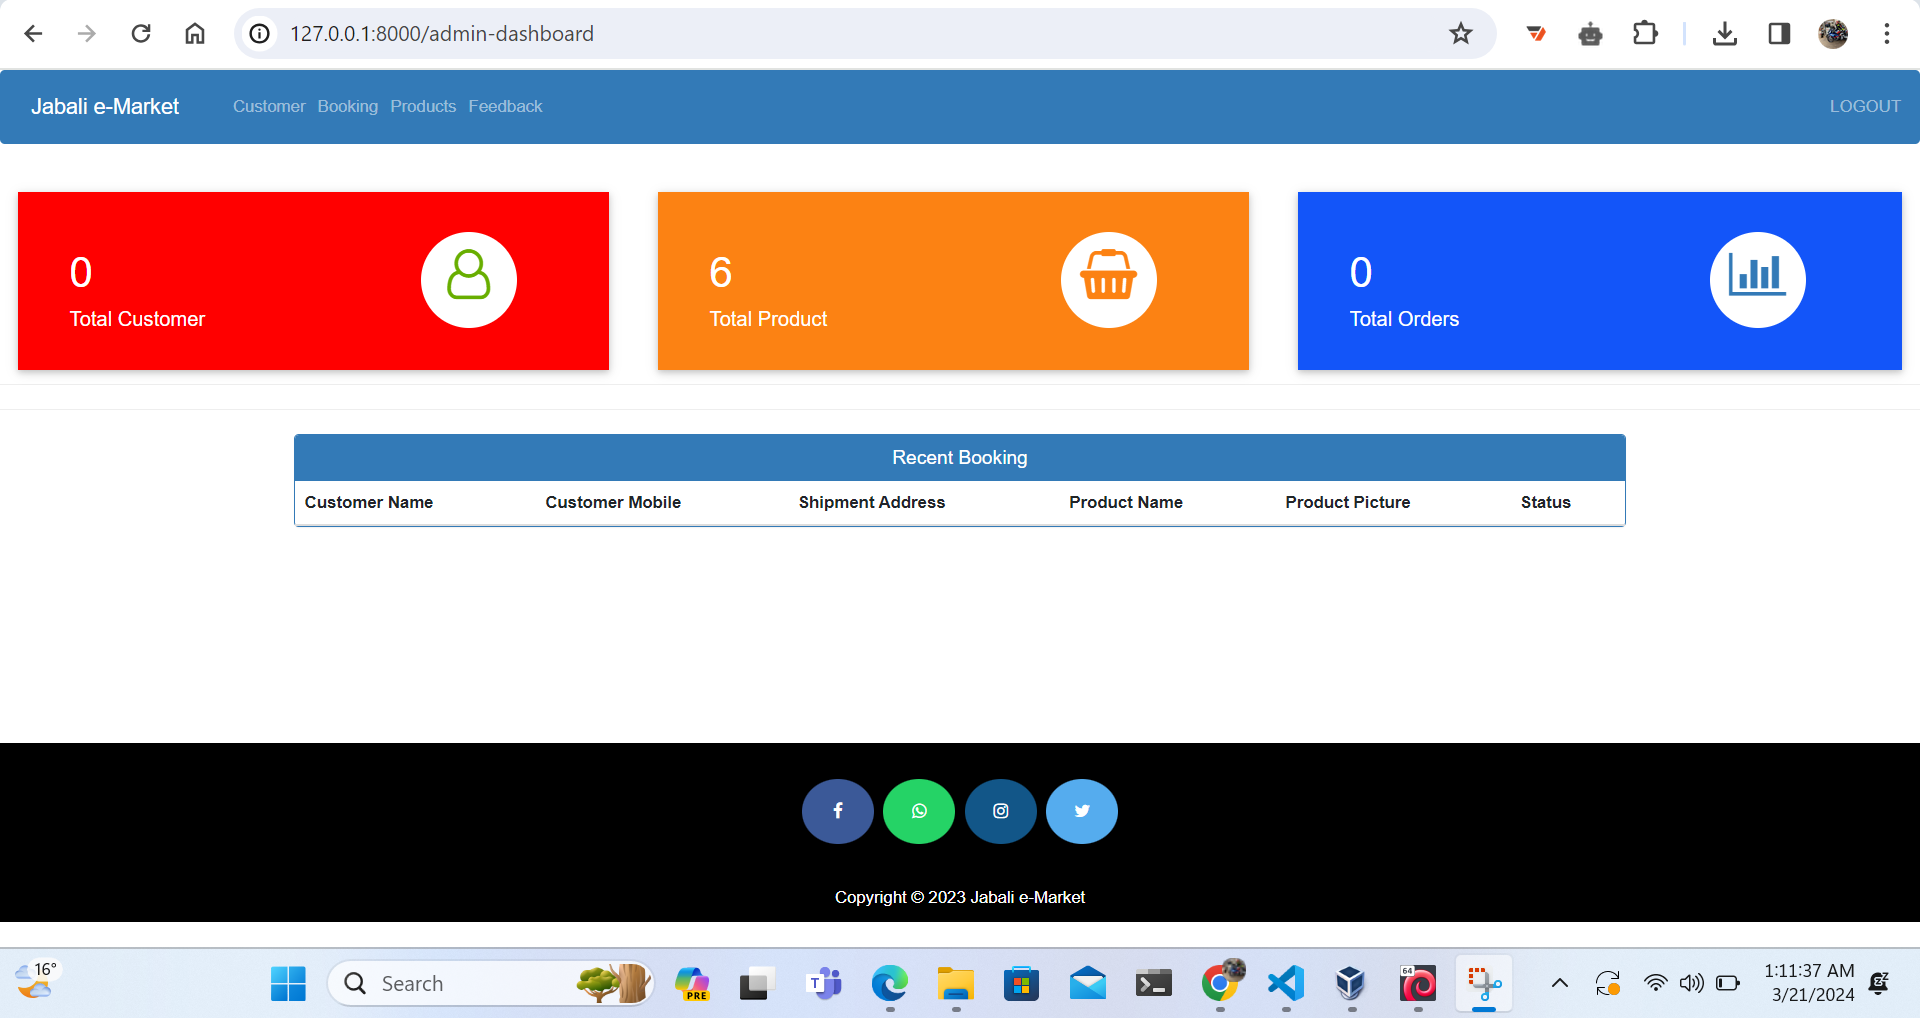 127.0.0.1:8000/admin-dashboard
Jabali e-Market Customer Booking Products Feedback LOGOUT
0
Total Customer
6
Total Product
0
Total Orders
Recent Booking
Customer Name Customer Mobile Shipment Address Product Name Product Picture Status
Copyright © 2023 Jabali e-Market
16°
Search
PRE
T
64
1:11:37 AM
3/21/2024